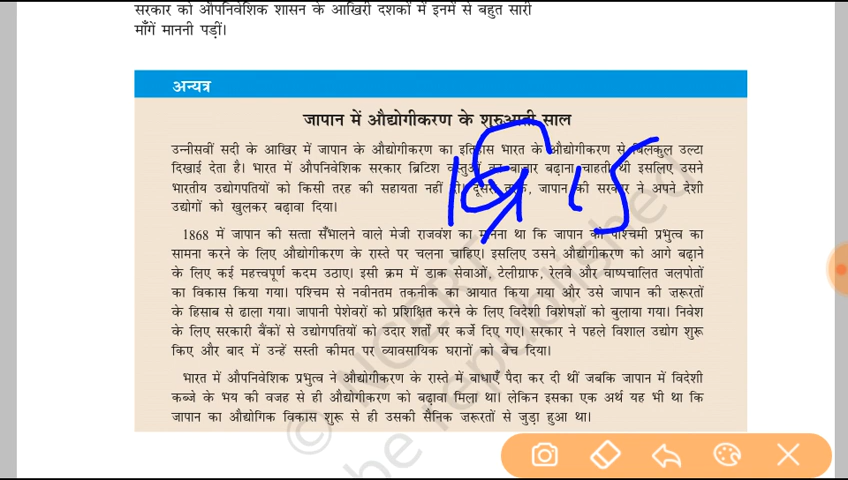 सरकार को औपनिवेशिक शासन के आखिरी दशकों में इनमें से बहुत सारी
माँगें माननी पड़ीं।
अन्यत्र
जापान में औद्योगीकरण के शुरुआती साल
उन्नीसवीं सदी के आखिर में जापान के औद्योगीकरण का इतिहास भारत के औद्योगीकरण से बिलकुल उल्टा
दिखाई देता है। भारत में औपनिवेशिक सरकार ब्रिटिश वस्तुओं का बाज़ार बढ़ाना चाहती थी इसलिए उसने
भारतीय उद्योगपतियों को किसी तरह की सहायता नहीं दी। दूसरी तरफ, जापान की सरकार ने अपने देशी
उद्योगों को खुलकर बढ़ावा दिया।
1868 में जापान की सत्ता सँभालने वाले मेजी राजवंश का मानना था कि जापान को पश्चिमी प्रभुत्व का
सामना करने के लिए औद्योगीकरण के रास्ते पर चलना चाहिए। इसलिए उसने औद्योगीकरण को आगे बढ़ाने
के लिए कई महत्त्वपूर्ण कदम उठाए। इसी क्रम में डाक सेवाओं, टेलीग्राफ, रेलवे और वाष्पचालित जलपोतों
का विकास किया गया। पश्चिम से नवीनतम तकनीक का आयात किया गया और उसे जापान की ज़रूरतों
के हिसाब से ढाला गया। जापानी पेशेवरों को प्रशिक्षित करने के लिए विदेशी विशेषज्ञों को बुलाया गया। निवेश
के लिए सरकारी बैंकों से उद्योगपतियों को उदार शर्तों पर कर्जे दिए गए। सरकार ने पहले विशाल उद्योग शुरू
किए और बाद में उन्हें सस्ती कीमत पर व्यावसायिक घरानों को बेच दिया।
भारत में औपनिवेशिक प्रभुत्व ने औद्योगीकरण के रास्ते में बाधाएँ पैदा कर दी थीं जबकि जापान में विदेशी
कब्जे के भय की वजह से ही औद्योगीकरण को बढ़ावा मिला था। लेकिन इसका एक अर्थ यह भी था कि
जापान का औद्योगिक विकास शुरू से ही उसकी सैनिक ज़रूरतों से जुड़ा हुआ था।
© NCERT
be republished